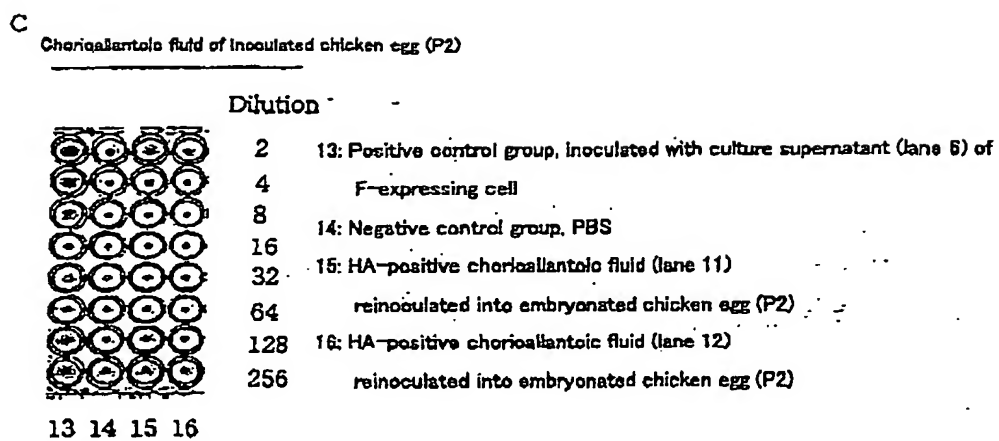 C
Chorioallantoic fluid of inoculated chicken egg (P2)
Dilution
2
4
8
16
32
64
128
256
13: Positive control group, inoculated with culture supernatant (lane 6) of
F-expressing cell
14: Negative control group, PBS
15: HA-positive chorioallantoic fluid (lane 11)
reinoculated into embryonated chicken egg (P2)
16: HA-positive chorioallantoic fluid (lane 12)
reinoculated into embryonated chicken egg (P2)
13 14 15 16